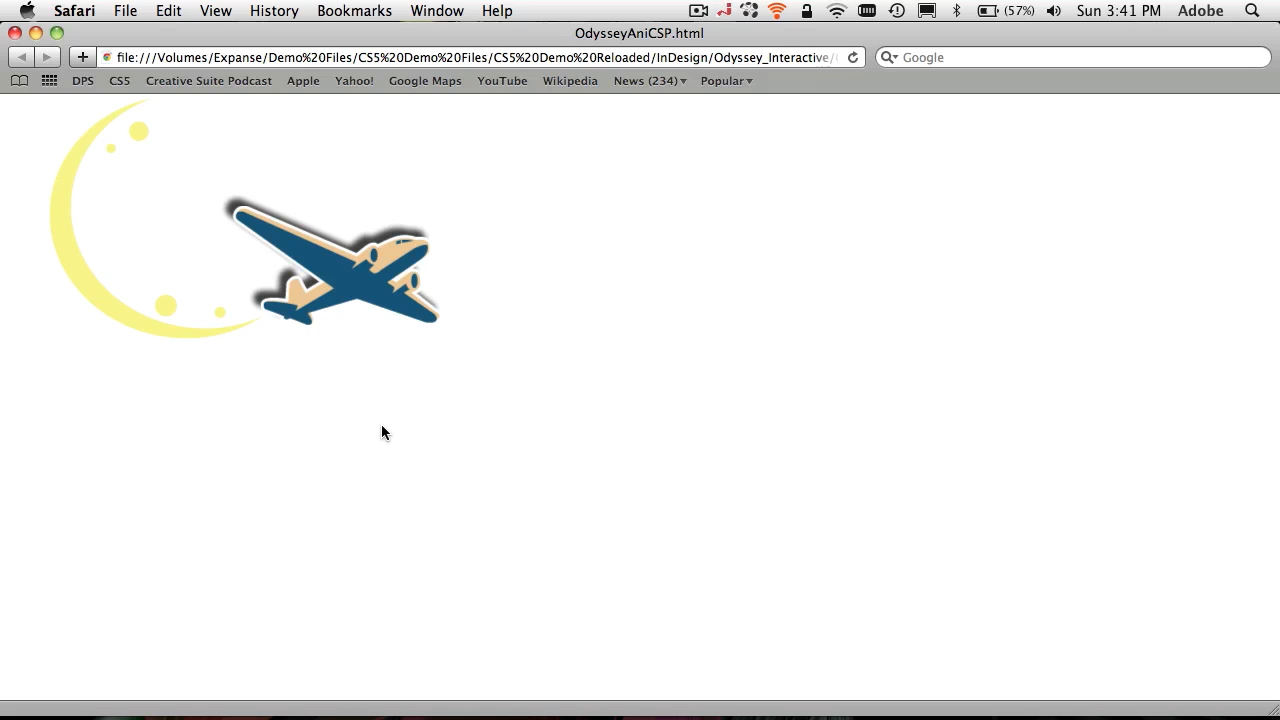 Safari File Edit View History Bookmarks Window Help (57%) Sun 3:41 PM Adobe
OdysseyAniCSP.html
file:///Volumes/Expanse/Demo%20Files/CS5%20Demo%20Files/CS5%20Demo%20Reloaded/InDesign/Odyssey_Interactive/ Google
DPS CS5 Creative Suite Podcast Apple Yahoo! Google Maps YouTube Wikipedia News (234) Popular